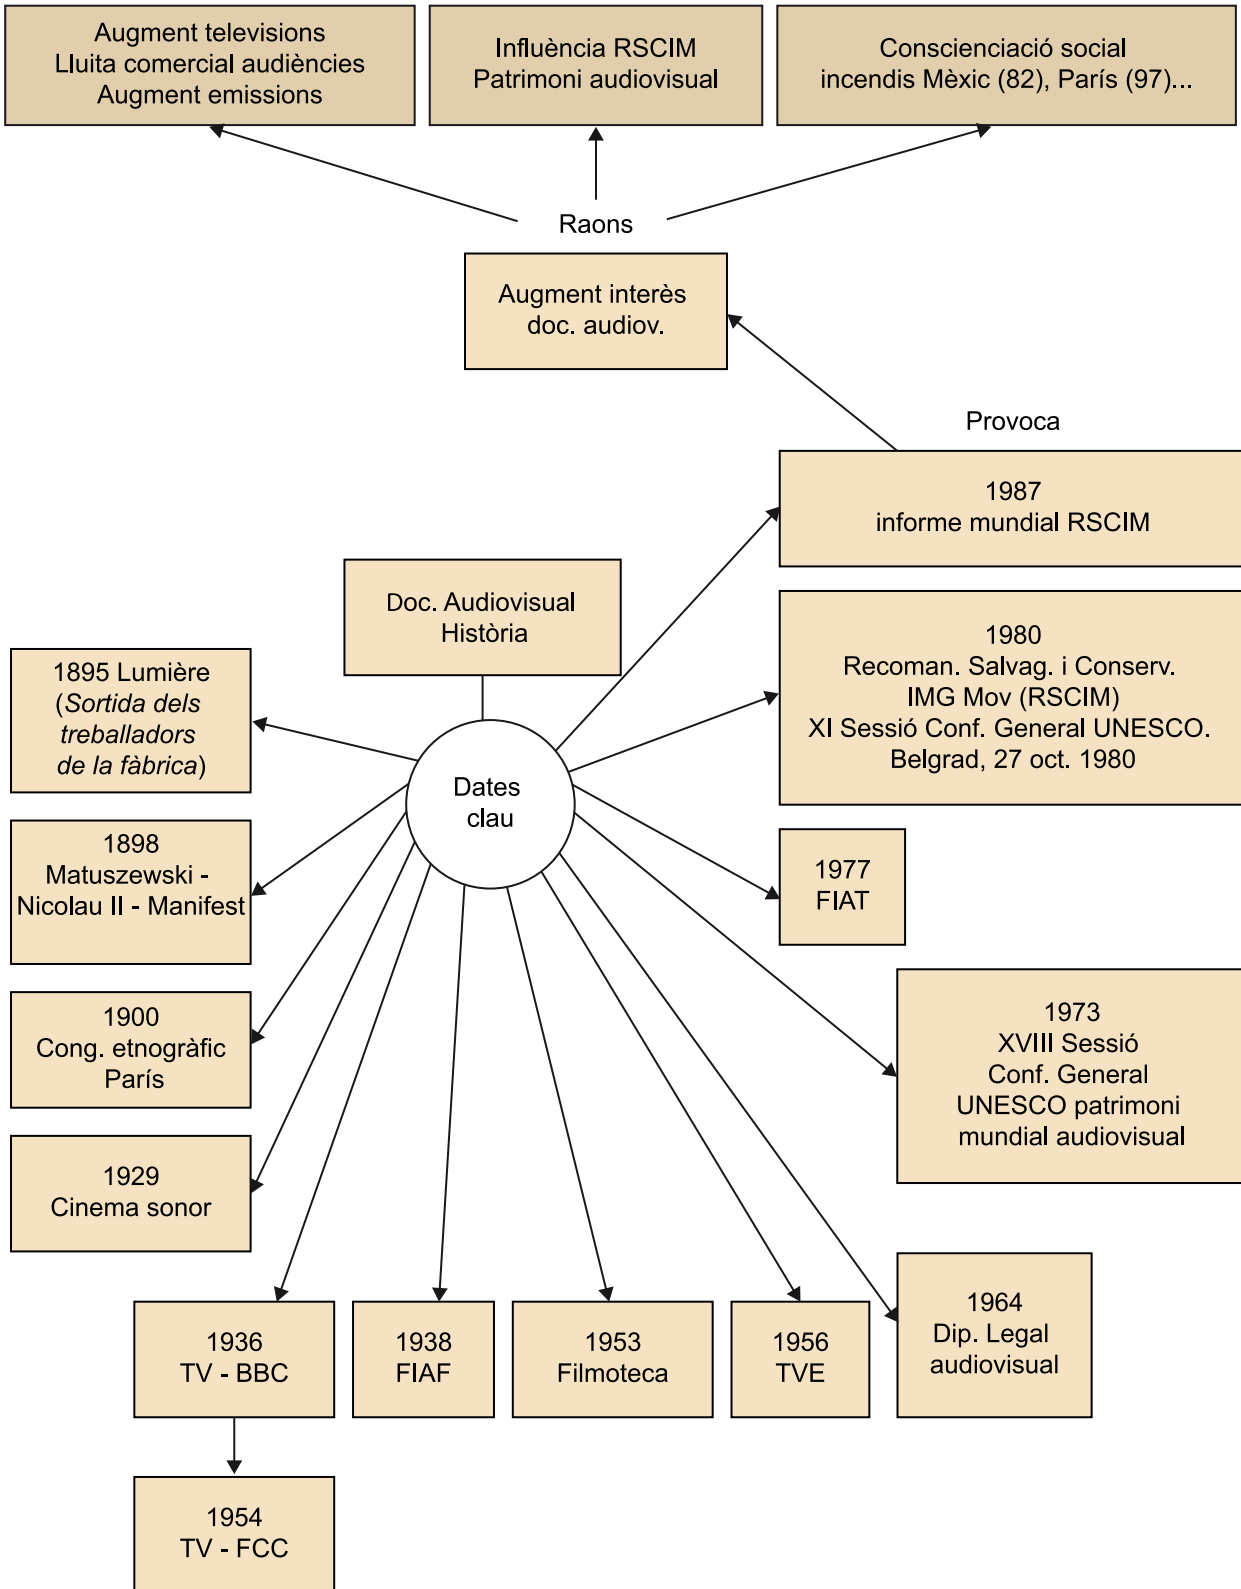 Augment televisions
Lluita comercial audiències
Augment emissions
Influència RSCIM
Patrimoni audiovisual
Conscienciació social
incendis Mèxic (82), París (97)...
Raons
Augment interès
doc. audiov.
Provoca
1987
informe mundial RSCIM
Doc. Audiovisual
Història
1980
Recoman. Salvag. i Conserv.
IMG Mov (RSCIM)
XI Sessió Conf. General UNESCO.
Belgrad, 27 oct. 1980
1895 Lumière
(Sortida dels
treballadors
de la fàbrica)
Dates
clau
1898
Matuszewski -
Nicolau II - Manifest
1977
FIAT
1900
Cong. etnogràfic
París
1973
XVIII Sessió
Conf. General
UNESCO patrimoni
mundial audiovisual
1929
Cinema sonor
1936
TV - BBC
1938
FIAF
1953
Filmoteca
1956
TVE
1964
Dip. Legal
audiovisual
1954
TV - FCC